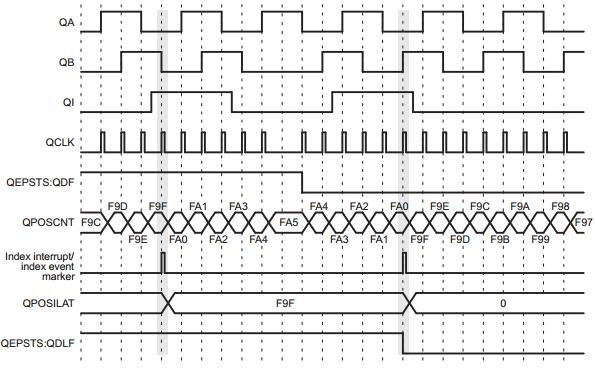 QA
QB
QI
QCLK
QEPSTS:QDF
F9D F9F FA1 FA3 FA4 FA2 FA0 F9E F9C F9A F98
QPOSCNT F9C FA5 F97
F9E FA0 FA2 FA4 FA3 FA1 F9F F9D F9B F99
Index interrupt/
index event
marker
QPOSILAT F9F 0
QEPSTS:QDLF